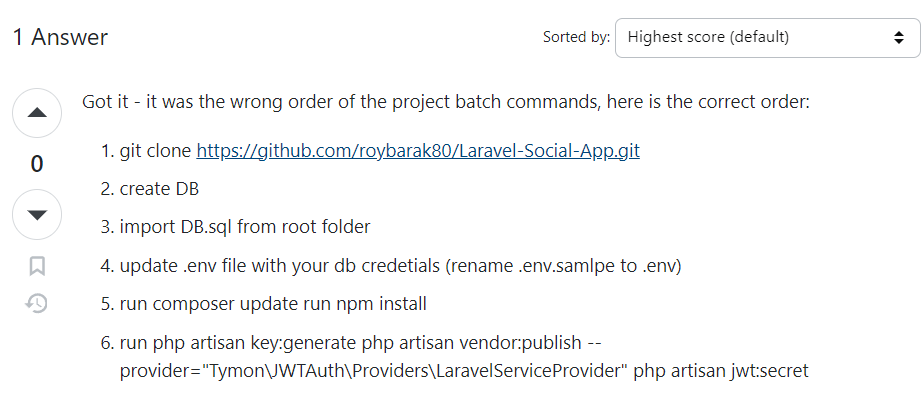 1 Answer
Sorted by: Highest score (default)
Got it - it was the wrong order of the project batch commands, here is the correct order:
0
1. git clone https://github.com/roybarak80/Laravel-Social-App.git
2. create DB
3. import DB.sql from root folder
4. update .env file with your db credetials (rename .env.samlpe to .env)
5. run composer update run npm install
6. run php artisan key:generate php artisan vendor:publish --
provider="Tymon\JWTAuth\Providers\LaravelServiceProvider" php artisan jwt:secret